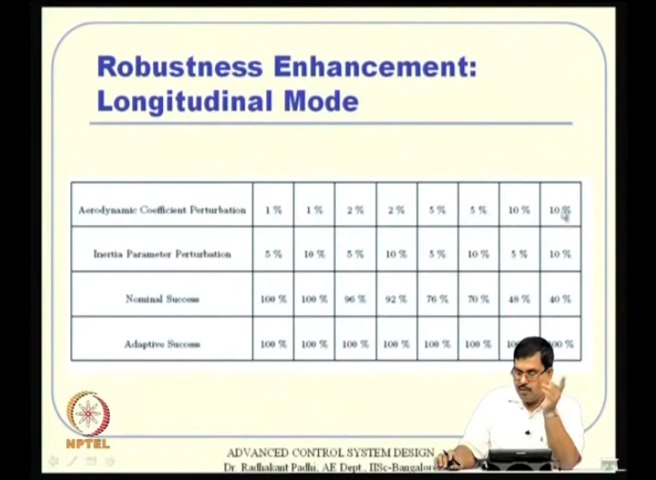 Robustness Enhancement:
Longitudinal Mode
Aerodynamic Coefficient Perturbation 1 % 1 % 2 % 2 % 5 % 5 % 10 % 10 %
Inertia Parameter Perturbation 5 % 10 % 5 % 10 % 5 % 10 % 5 % 10 %
Nominal Success 100 % 100 % 96 % 92 % 76 % 70 % 48 % 40 %
Adaptive Success 100 % 100 % 100 % 100 % 100 % 100 %
NPTEL
ADVANCED CONTROL SYSTEM DESIGN
Dr. Radhakant Padhi, AE Dept., IISc-Bangalore